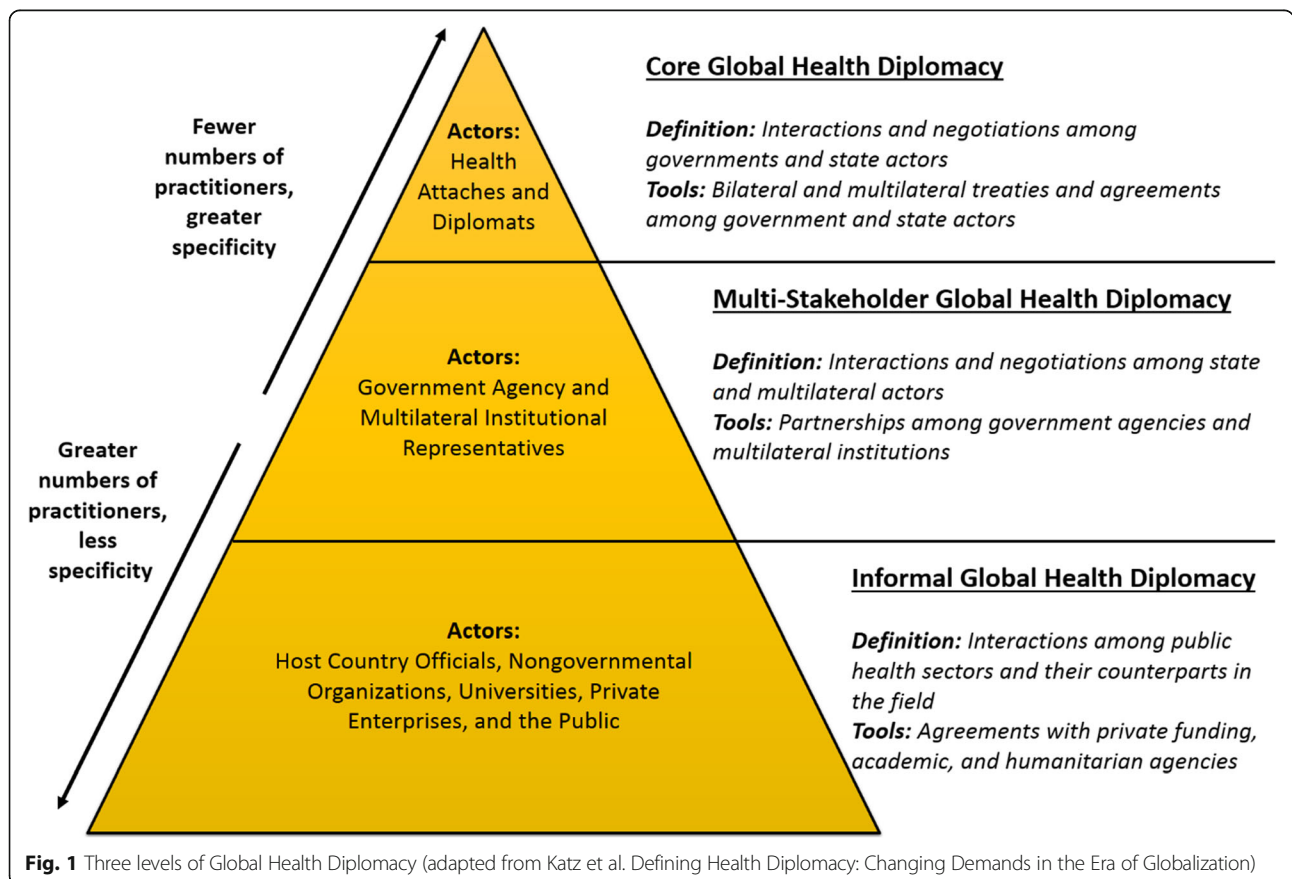 Fewer
numbers of
practitioners,
greater
specificity
Greater
numbers of
practitioners,
less
specificity
Actors:
Health
Attaches and
Diplomats
Core Global Health Diplomacy
Definition: Interactions and negotiations among
governments and state actors
Tools: Bilateral and multilateral treaties and agreements
among government and state actors
Actors:
Government Agency and
Multilateral Institutional
Representatives
Multi-Stakeholder Global Health Diplomacy
Definition: Interactions and negotiations among state
and multilateral actors
Tools: Partnerships among government agencies and
multilateral institutions
Actors:
Host Country Officials, Nongovernmental
Organizations, Universities, Private
Enterprises, and the Public
Informal Global Health Diplomacy
Definition: Interactions among public
health sectors and their counterparts in
the field
Tools: Agreements with private funding,
academic, and humanitarian agencies
Fig. 1 Three levels of Global Health Diplomacy (adapted from Katz et al. Defining Health Diplomacy: Changing Demands in the Era of Globalization)